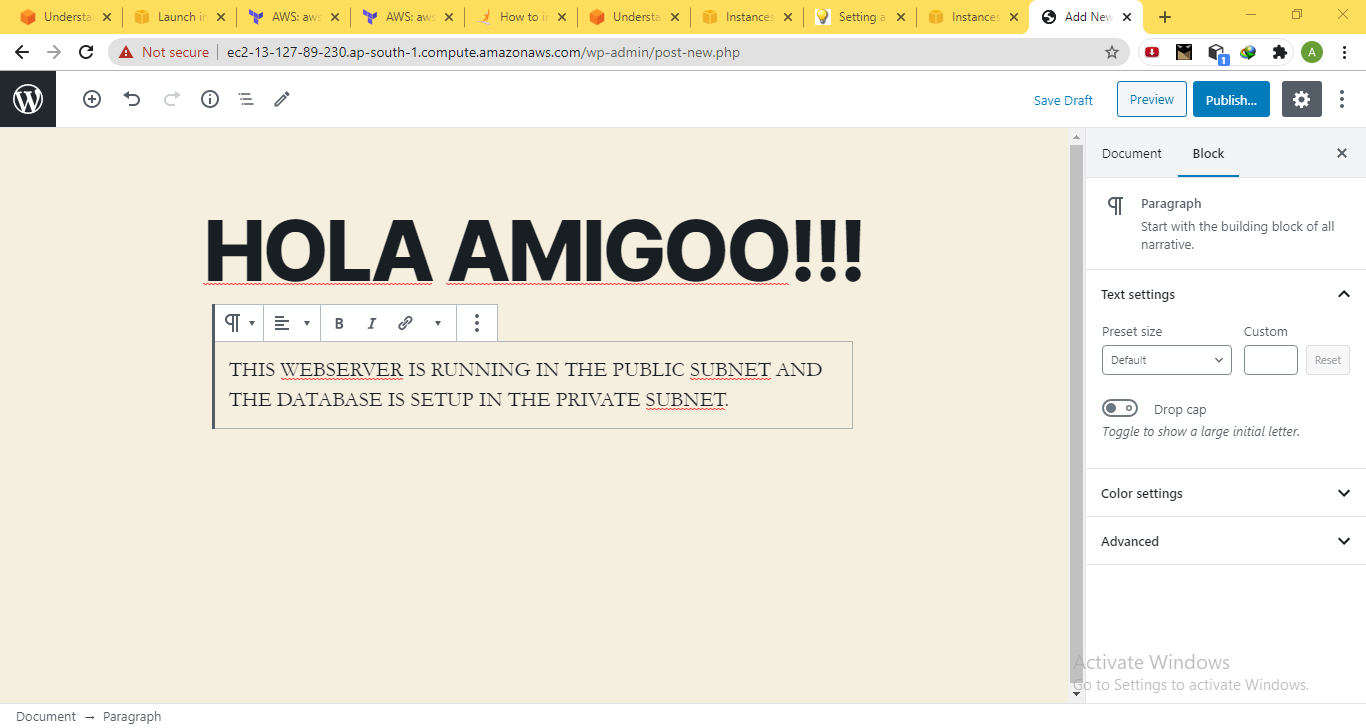 Understa
Launch in
AWS: aws
AWS: aws
How to in
Understa
Instances
Setting a
Instances
Add New
Not secure
ec2-13-127-89-230.ap-south-1.compute.amazonaws.com/wp-admin/post-new.php
1
A
Save Draft
Preview
Publish...
Document
Block
Paragraph
Start with the building block of all
narrative.
HOLA AMIGOO!!!
B I
THIS WEBSERVER IS RUNNING IN THE PUBLIC SUBNET AND
THE DATABASE IS SETUP IN THE PRIVATE SUBNET.
Text settings
Preset size
Custom
Default
Reset
Drop cap
Toggle to show a large initial letter.
Color settings
Advanced
Activate Windows
Go to Settings to activate Windows.
Document → Paragraph